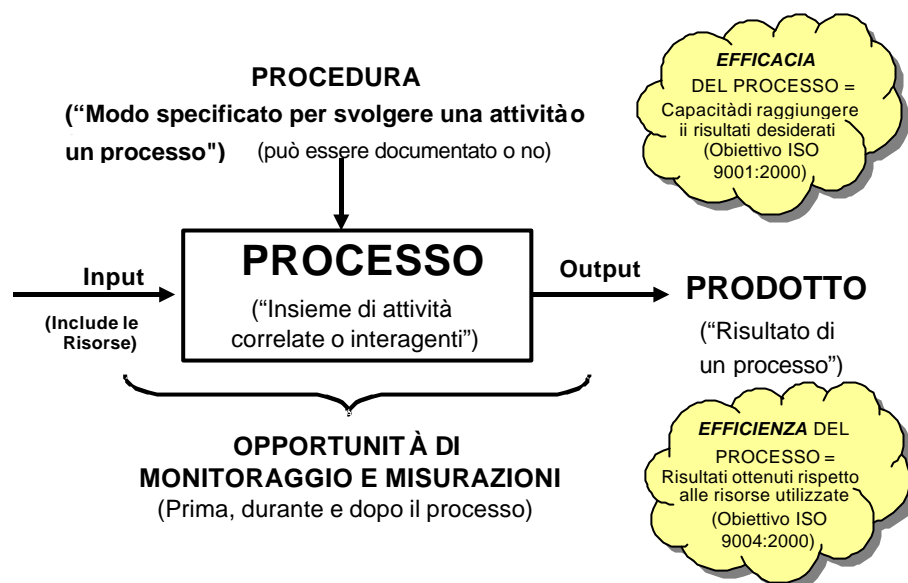 PROCEDURA
(“Modo specificato per svolgere una attività o
un processo") (può essere documentato o no)
EFFICACIA
DEL PROCESSO =
Capacitàdi raggiungere
ii risultati desiderati
(Obiettivo ISO
9001:2000)
Input
(Include le
Risorse)
PROCESSO
(“Insieme di attività
correlate o interagenti”)
Output
PRODOTTO
(“Risultato di
un processo”)
OPPORTUNITÀ DI
MONITORAGGIO E MISURAZIONI
(Prima, durante e dopo il processo)
EFFICIENZA DEL
PROCESSO =
Risultati ottenuti rispetto
alle risorse utilizzate
(Obiettivo ISO
9004:2000)